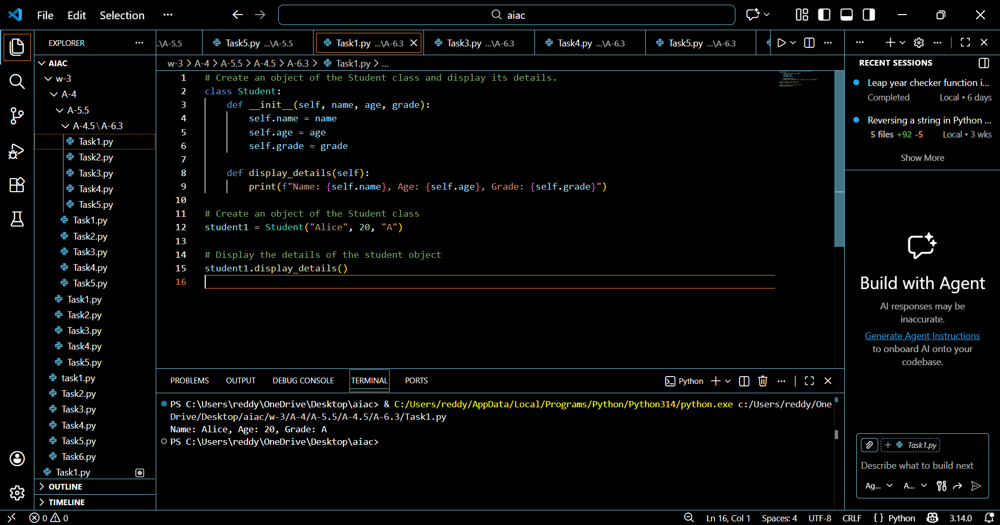 File Edit Selection ···
aiac
EXPLORER ···
..\A-5.5
Task5.py ...\A-5.5
Task1.py ...\A-6.3
Task3.py ...\A-6.3
Task4.py ...\A-6.3
Task5.py ...\A-6.3
w-3 > A-4 > A-5.5 > A-4.5 > A-6.3 > Task1.py > ...
AIAC
w-3
A-4
A-5.5
A-4.5\A-6.3
Task1.py
Task2.py
Task3.py
Task4.py
Task5.py
Task1.py
Task2.py
Task3.py
Task4.py
Task5.py
Task1.py
Task2.py
Task3.py
Task4.py
Task5.py
task1.py
Task2.py
Task3.py
Task4.py
Task5.py
Task6.py
Task1.py
OUTLINE
TIMELINE
1 # Create an object of the Student class and display its details.
2 class Student:
3     def __init__(self, name, age, grade):
4         self.name = name
5         self.age = age
6         self.grade = grade
7
8     def display_details(self):
9         print(f"Name: {self.name}, Age: {self.age}, Grade: {self.grade}")
10
11 # Create an object of the Student class
12 student1 = Student("Alice", 20, "A")
13
14 # Display the details of the student object
15 student1.display_details()
16
PROBLEMS OUTPUT DEBUG CONSOLE TERMINAL PORTS
Python
PS C:\Users\reddy\OneDrive\Desktop\aiac> & C:/Users/reddy/AppData/Local/Programs/Python/Python314/python.exe c:/Users/reddy/One
Drive/Desktop/aiac/w-3/A-4/A-5.5/A-4.5/A-6.3/Task1.py
Name: Alice, Age: 20, Grade: A
PS C:\Users\reddy\OneDrive\Desktop\aiac>
RECENT SESSIONS
Leap year checker function i...
Completed Local • 6 days
Reversing a string in Python ...
5 files +92 -5 Local • 3 wks
Show More
Build with Agent
AI responses may be
inaccurate.
Generate Agent Instructions
to onboard AI onto your
codebase.
+ Task1.py
Describe what to build next
Ag... A...
0 0
Ln 16, Col 1 Spaces: 4 UTF-8 CRLF { } Python 3.14.0